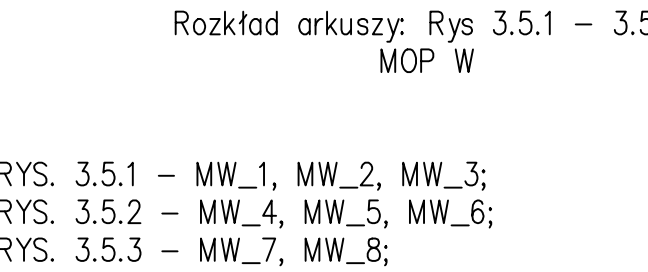 Rozkład arkuszy: Rys 3.5.1 – 3.5
MOP W
RYS. 3.5.1 – MW_1, MW_2, MW_3;
RYS. 3.5.2 – MW_4, MW_5, MW_6;
RYS. 3.5.3 – MW_7, MW_8;